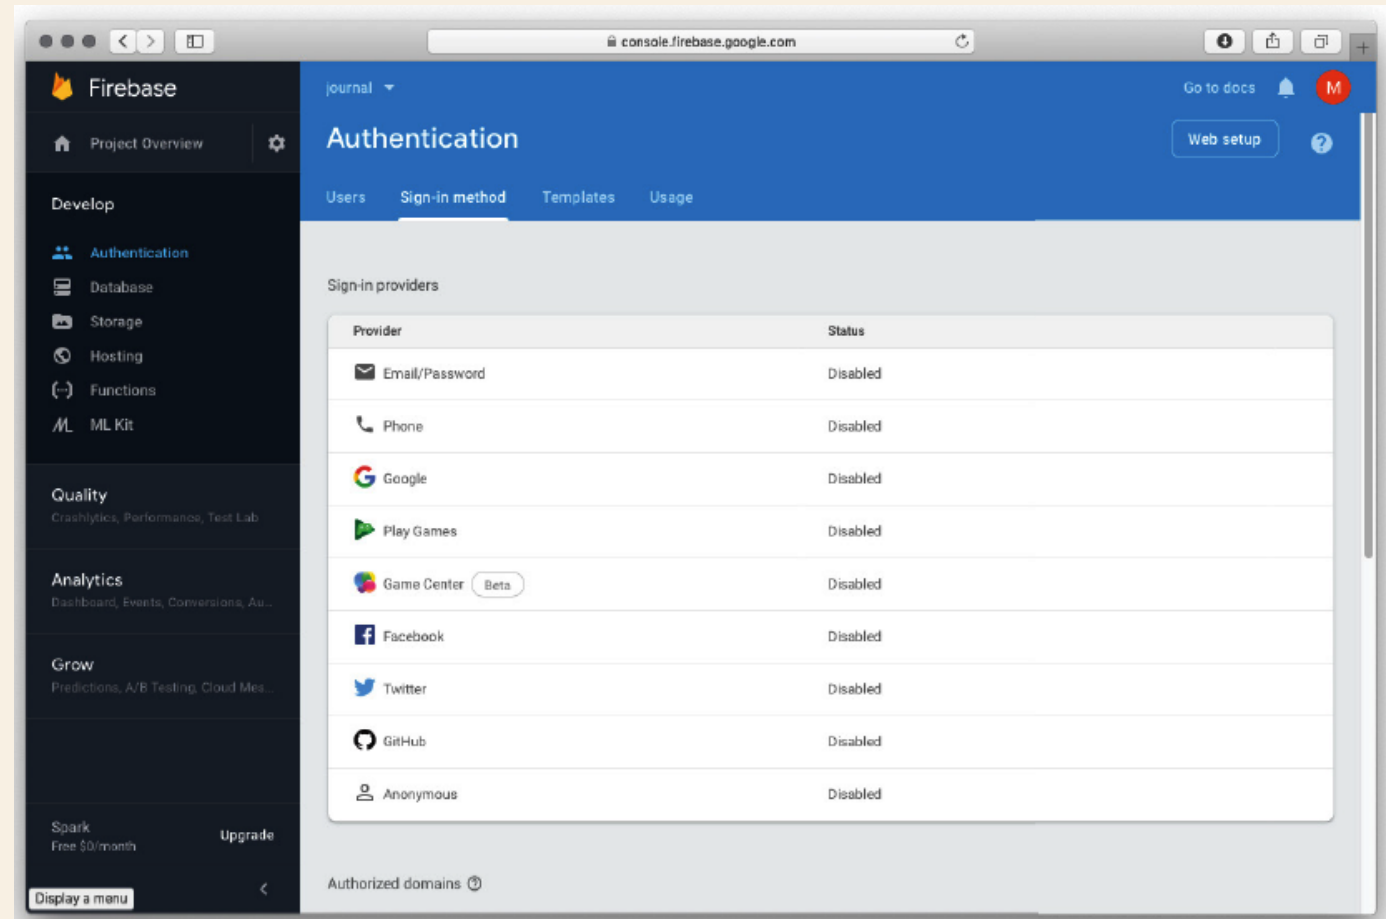 console.firebase.google.com
Firebase
journal
Go to docs
M
Project Overview
Authentication
Web setup
Users Sign-in method Templates Usage
Develop
Authentication
Database
Storage
Hosting
Functions
ML Kit
Quality
Crashlytics, Performance, Test Lab
Analytics
Dashboard, Events, Conversions, Au...
Grow
Predictions, A/B Testing, Cloud Mes...
Spark
Free $0/month
Upgrade
Display a menu
Sign-in providers
Provider Status
Email/Password Disabled
Phone Disabled
Google Disabled
Play Games Disabled
Game Center Beta Disabled
Facebook Disabled
Twitter Disabled
GitHub Disabled
Anonymous Disabled
Authorized domains